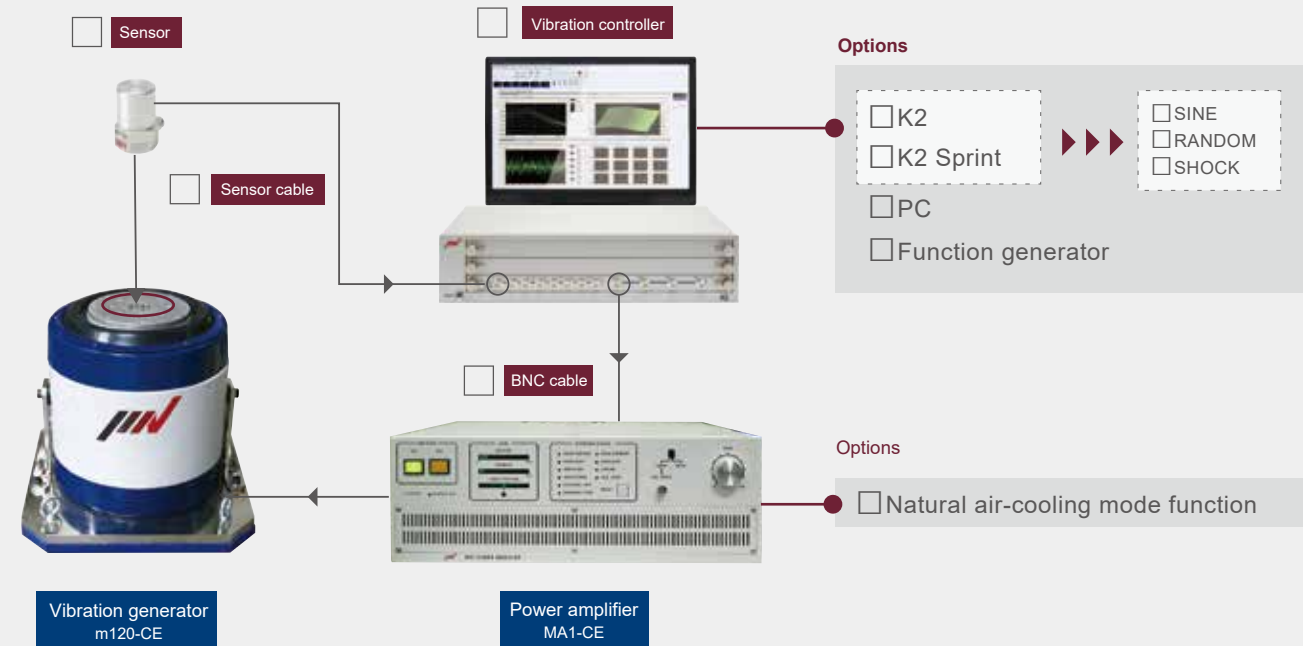 Sensor
Vibration controller
Options
K2
K2 Sprint
SINE
RANDOM
SHOCK
PC
Function generator
Sensor cable
BNC cable
Options
Natural air-cooling mode function
Vibration generator
m120-CE
Power amplifier
MA1-CE